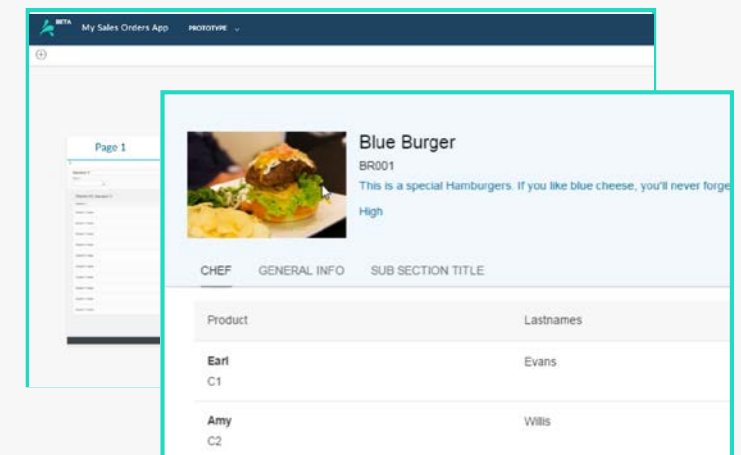 BETA
My Sales Orders App PROTOTYPE
Page 1
Blue Burger
BR001
This is a special Hamburgers. If you like blue cheese, you'll never forge
High
CHEF GENERAL INFO SUB SECTION TITLE
Product Lastnames
Earl Evans
C1
Amy Willis
C2